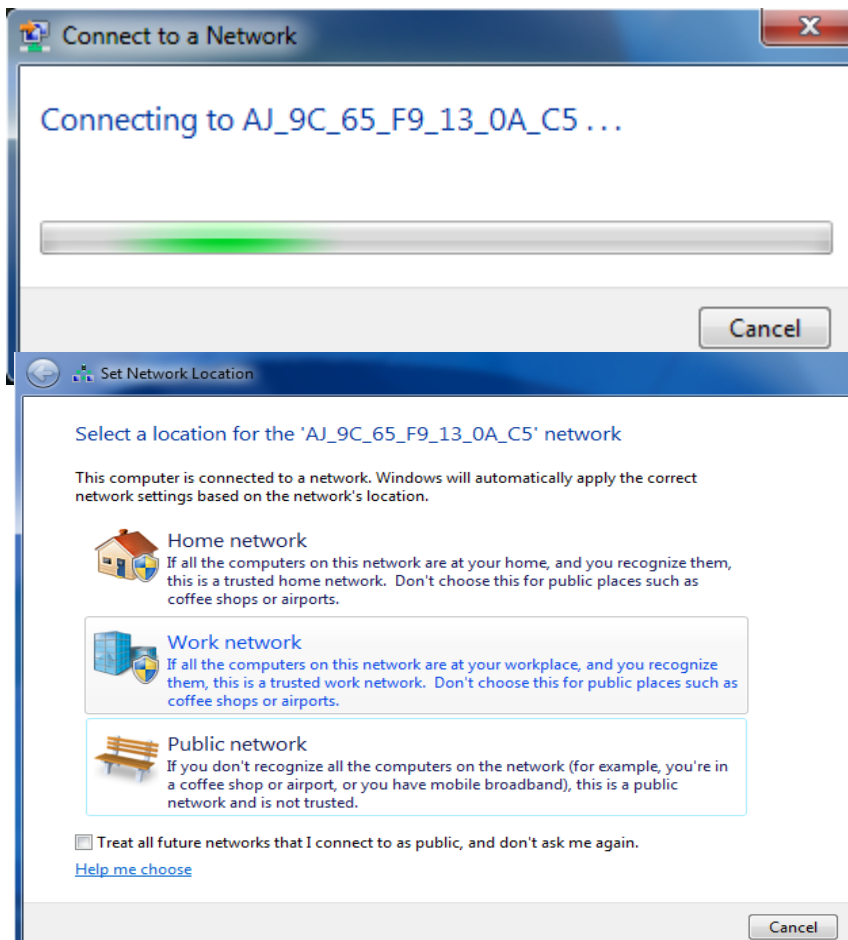 Connect to a Network
Connecting to AJ_9C_65_F9_13_0A_C5 . . .
Cancel
Set Network Location
Select a location for the 'AJ_9C_65_F9_13_0A_C5' network
This computer is connected to a network. Windows will automatically apply the correct
network settings based on the network's location.
Home network
If all the computers on this network are at your home, and you recognize them,
this is a trusted home network.  Don't choose this for public places such as
coffee shops or airports.
Work network
If all the computers on this network are at your workplace, and you recognize
them, this is a trusted work network.  Don't choose this for public places such as
coffee shops or airports.
Public network
If you don't recognize all the computers on the network (for example, you're in
a coffee shop or airport, or you have mobile broadband), this is a public
network and is not trusted.
Treat all future networks that I connect to as public, and don't ask me again.
Help me choose
Cancel